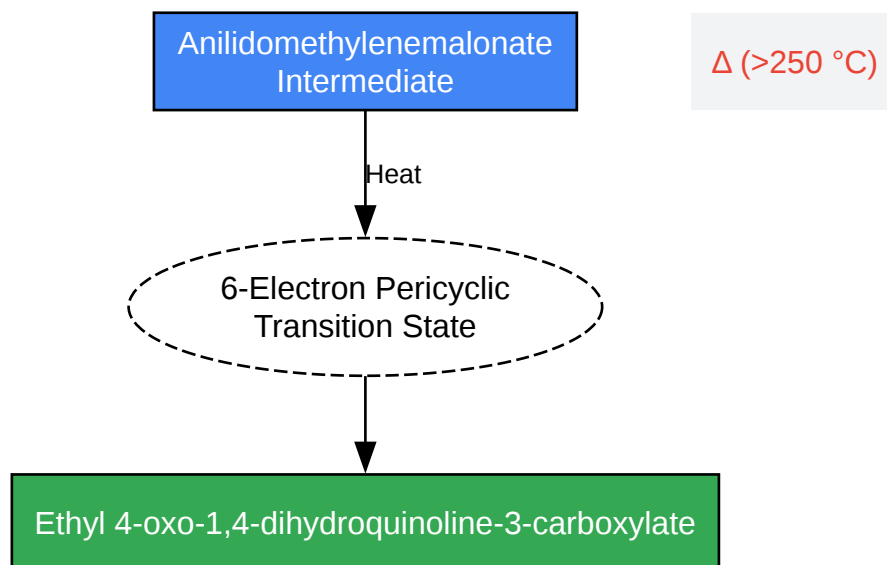 Anilidomethylenemalonate
Intermediate
Δ (>250 °C)
Heat
6-Electron Pericyclic
Transition State
Ethyl 4-oxo-1,4-dihydroquinoline-3-carboxylate